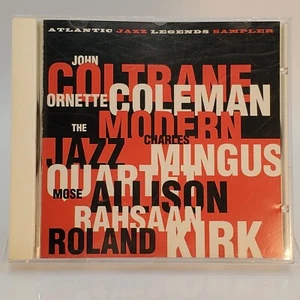 ATLANTIC JAZZ LEGENDS SAMPLER
JOHN
COLTRANE
ORNETTE COLEMAN
THE MODERN
JAZZ CHARLES
QUARTET MINGUS
MOSE ALLISON
RAHSAAN
ROLAND KIRK